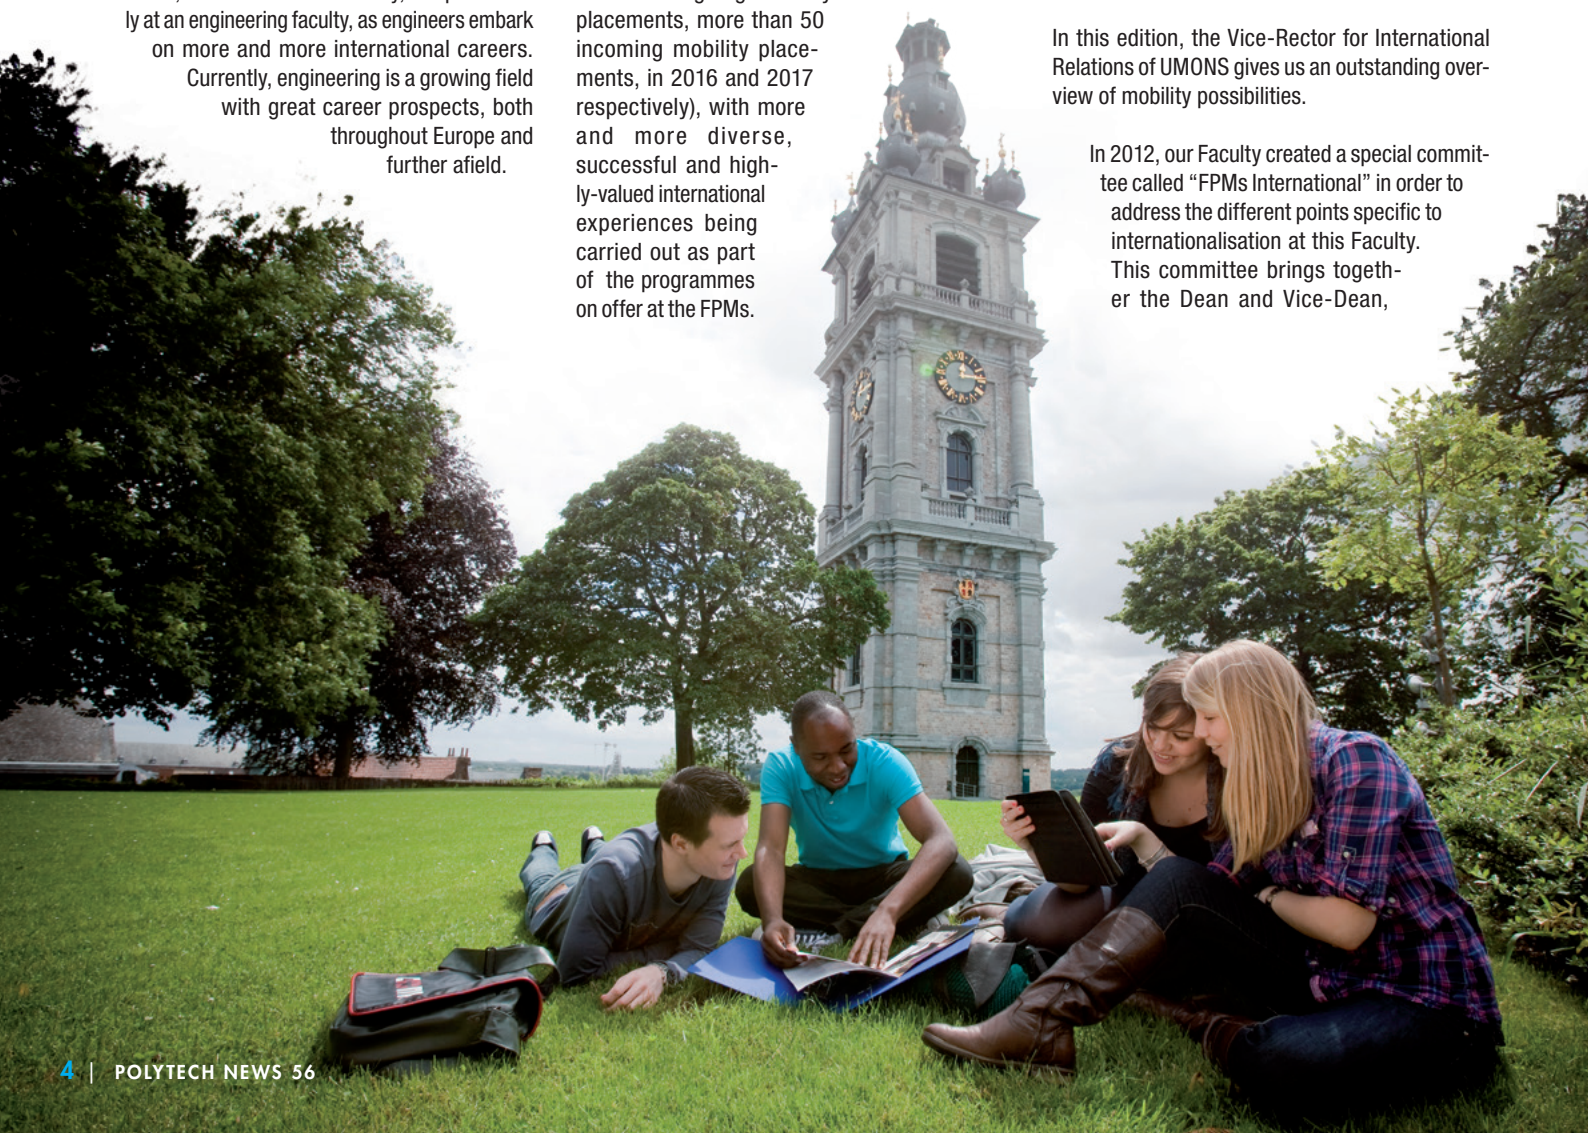 ly at an engineering faculty, as engineers embark
on more and more international careers.
Currently, engineering is a growing field
with great career prospects, both
throughout Europe and
further afield.
placements, more than 50
incoming mobility place-
ments, in 2016 and 2017
respectively), with more
and more diverse,
successful and high-
ly-valued international
experiences being
carried out as part
of the programmes
on offer at the FPMs.
In this edition, the Vice-Rector for International
Relations of UMONS gives us an outstanding over-
view of mobility possibilities.
In 2012, our Faculty created a special commit-
tee called “FPMs International” in order to
address the different points specific to
internationalisation at this Faculty.
This committee brings togeth-
er the Dean and Vice-Dean,
4 | POLYTECH NEWS 56